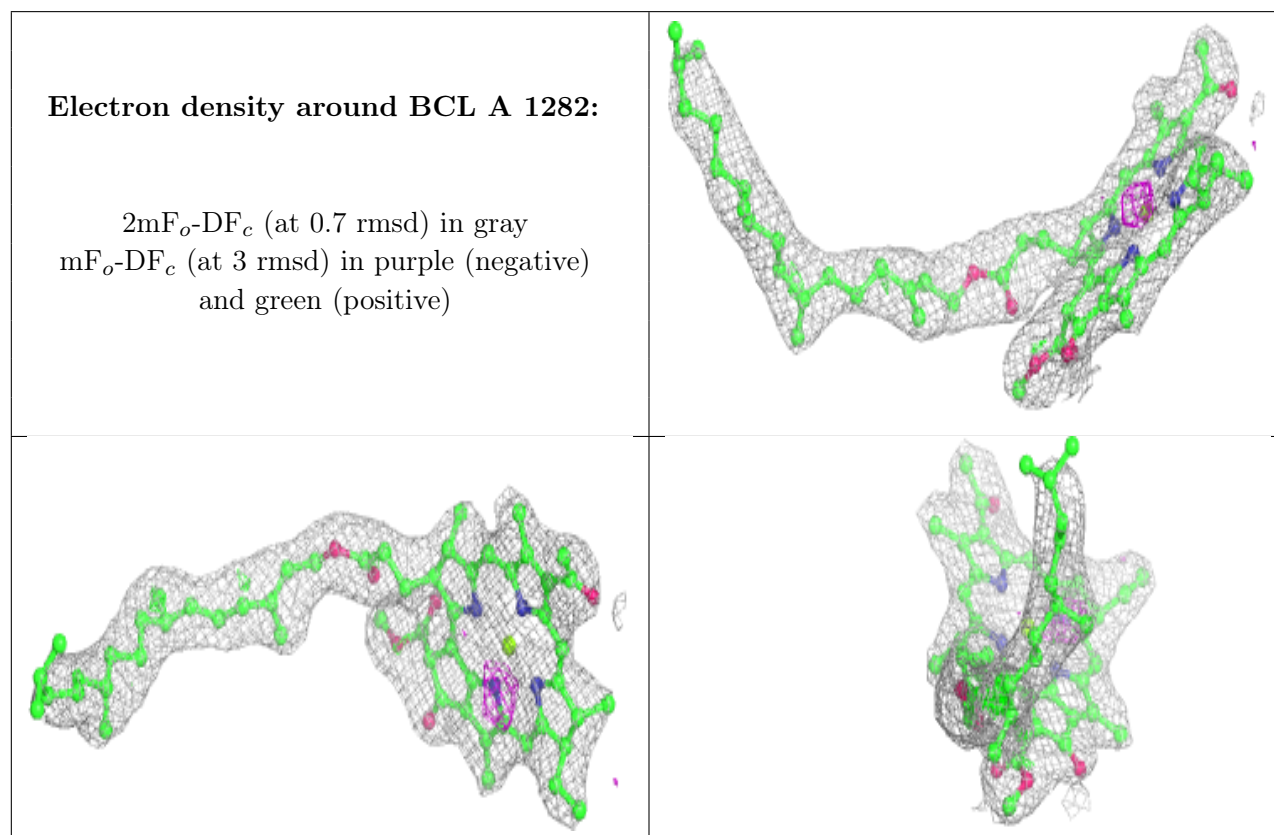 Electron density around BCL A 1282:
2mFo-DFc (at 0.7 rmsd) in gray
mFo-DFc (at 3 rmsd) in purple (negative)
and green (positive)